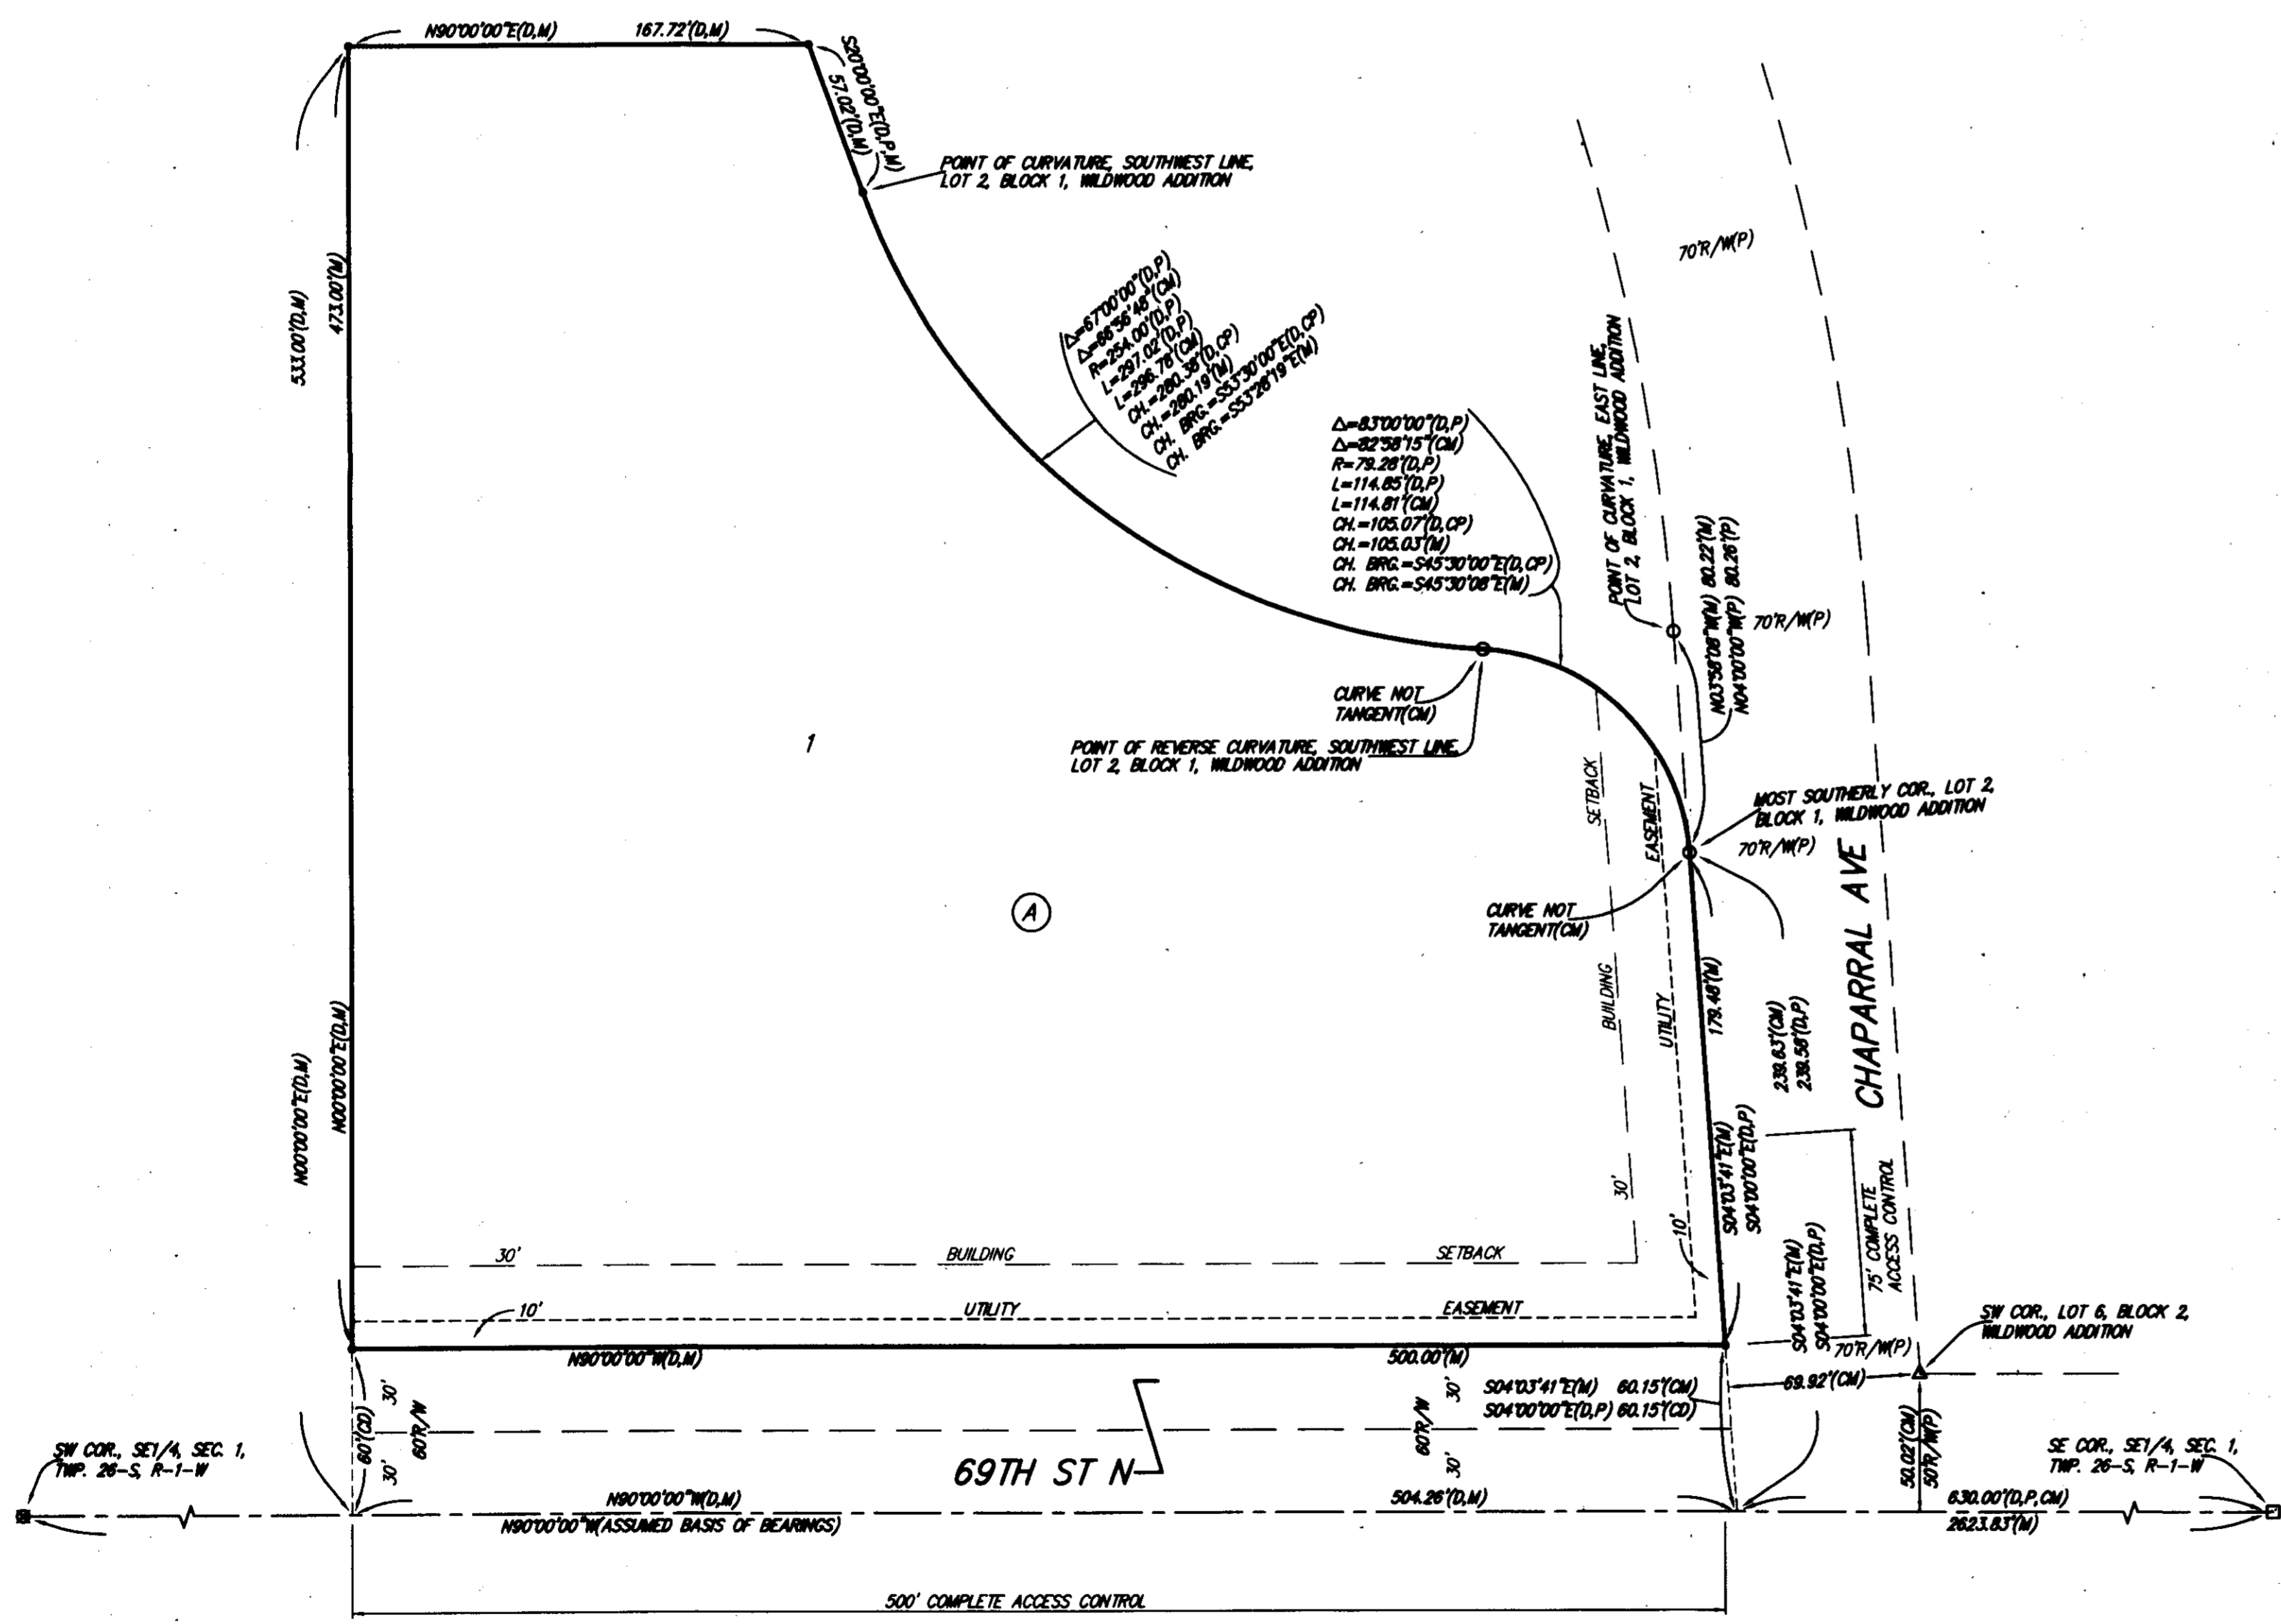 N90°00'00"E(D,M) 167.72'(D,M)
S20°00'00"E(D,P,M)
57.02'(D,M)
POINT OF CURVATURE, SOUTHWEST LINE,
LOT 2, BLOCK 1, WILDWOOD ADDITION
533.00'(D,M)
473.00'(M)
N00°00'00"E(D,M)
N00°00'00"E(D,M)
Δ=67°00'00"(D,P)
Δ=66°56'48"(CM)
R=254.00'(D,P)
L=297.02'(D,P)
L=296.78'(CM)
CH.=280.38'(D,CP)
CH.=280.19'(M)
CH. BRG.=S53°30'00"E(D,CP)
CH. BRG.=S53°28'19"E(M)
Δ=83°00'00"(D,P)
Δ=82°58'15"(CM)
R=79.28'(D,P)
L=114.85'(D,P)
L=114.81'(CM)
CH.=105.07'(D,CP)
CH.=105.03'(M)
CH. BRG.=S45°30'00"E(D,CP)
CH. BRG.=S45°30'08"E(M)
70'R/W(P)
POINT OF CURVATURE, EAST LINE,
LOT 2, BLOCK 1, WILDWOOD ADDITION
N03°58'08"W(M) 80.22'(M)
N04°00'00"W(P) 80.26'(P)
70'R/W(P)
CURVE NOT
TANGENT(CM)
POINT OF REVERSE CURVATURE, SOUTHWEST LINE,
LOT 2, BLOCK 1, WILDWOOD ADDITION
1
A
MOST SOUTHERLY COR., LOT 2,
BLOCK 1, WILDWOOD ADDITION
70'R/W(P)
CURVE NOT
TANGENT(CM)
BUILDING SETBACK
30'
UTILITY EASEMENT
10'
179.48'(M)
S04°03'41"E(M)
S04°00'00"E(D,P)
239.63'(CM)
239.58'(D,P)
S04°03'41"E(M)
S04°00'00"E(D,P)
CHAPARRAL AVE
75' COMPLETE
ACCESS CONTROL
30' BUILDING SETBACK
10' UTILITY EASEMENT
N90°00'00"W(D,M) 500.00'(M)
70'R/W(P)
SW COR., LOT 6, BLOCK 2,
WILDWOOD ADDITION
69.92'(CM)
50.02'(CM)
50'R/W(P)
S04°03'41"E(M) 60.15'(CM)
S04°00'00"E(D,P) 60.15'(CD)
60'(CD)
30'
30'
60'R/W
60'R/W
30'
30'
69TH ST N
SW COR., SE1/4, SEC. 1,
TWP. 26-S, R-1-W
SE COR., SE1/4, SEC. 1,
TWP. 26-S, R-1-W
N90°00'00"W(D,M) 504.26'(D,M) 630.00'(D,P,CM)
N90°00'00"W(ASSUMED BASIS OF BEARINGS) 2623.83'(M)
500' COMPLETE ACCESS CONTROL